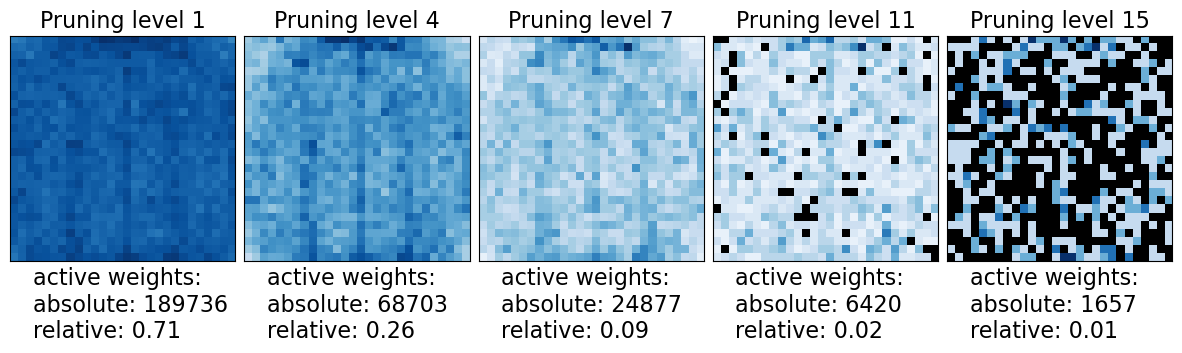 Pruning level 1
Pruning level 4
Pruning level 7
Pruning level 11
Pruning level 15
active weights:
absolute: 189736
relative: 0.71
active weights:
absolute: 68703
relative: 0.26
active weights:
absolute: 24877
relative: 0.09
active weights:
absolute: 6420
relative: 0.02
active weights:
absolute: 1657
relative: 0.01